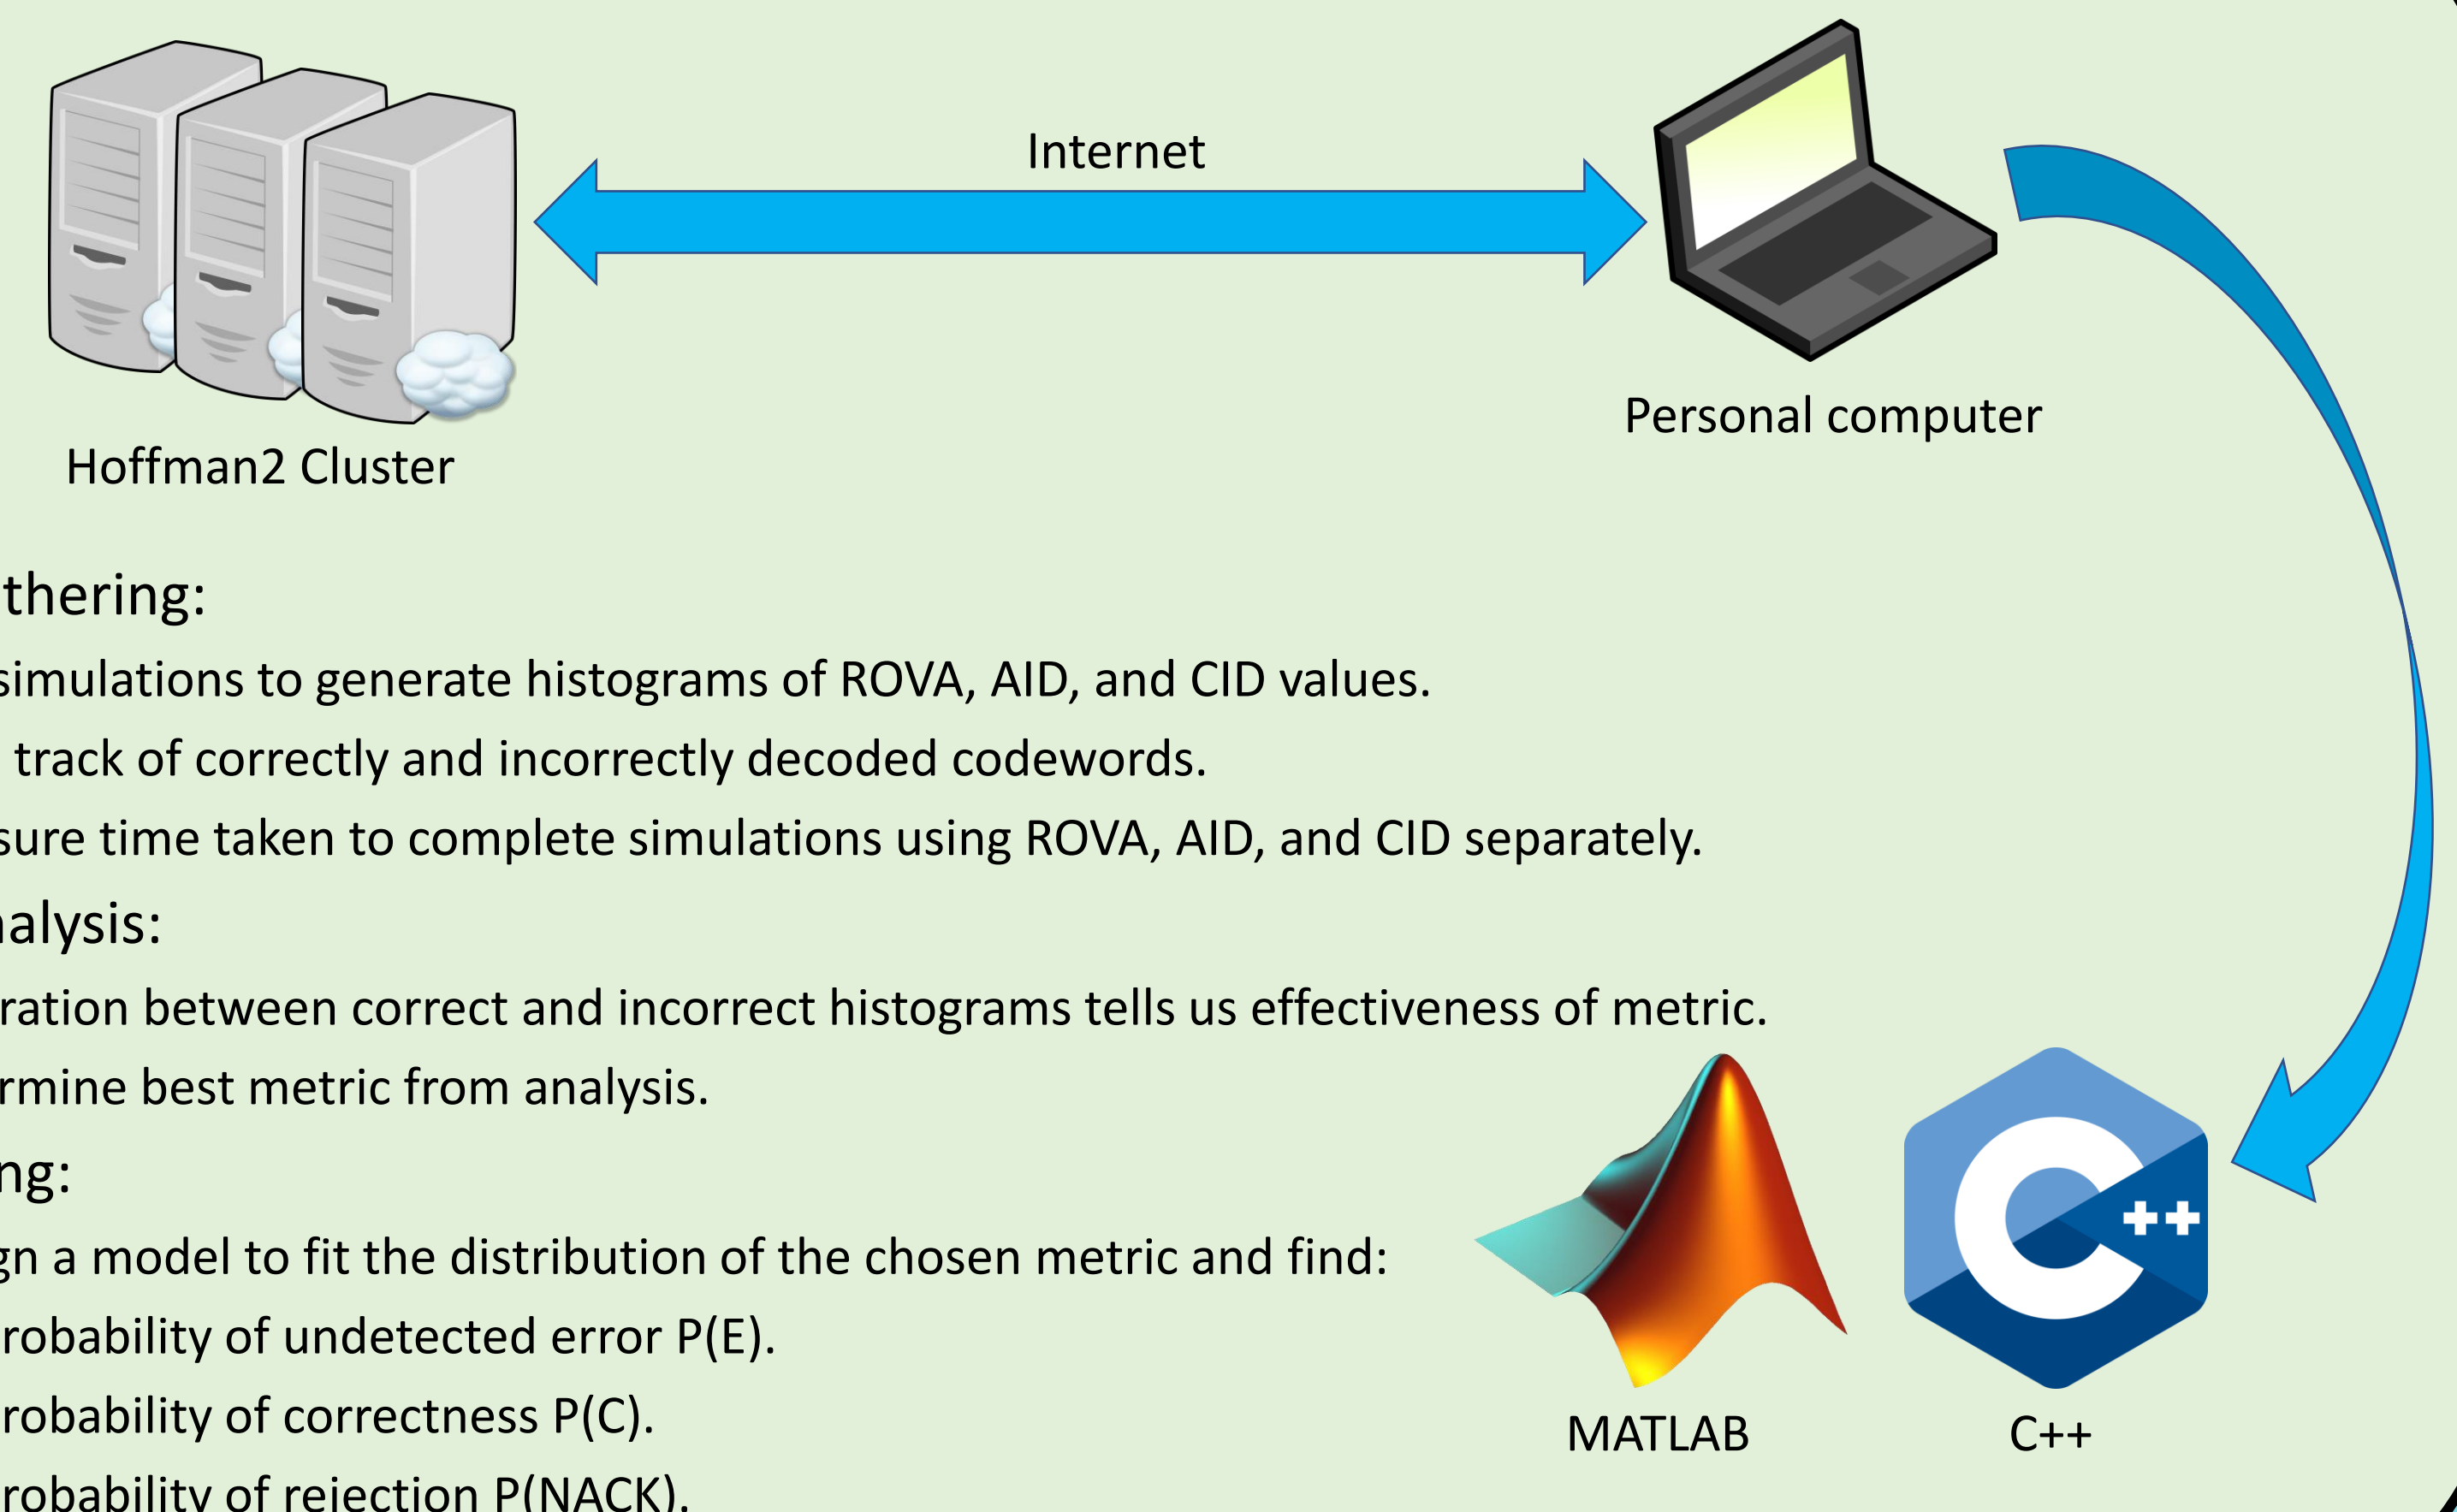 Internet
Personal computer
Hoffman2 Cluster
thering:
simulations to generate histograms of ROVA, AID, and CID values.
track of correctly and incorrectly decoded codewords.
sure time taken to complete simulations using ROVA, AID, and CID separately.
nalysis:
ration between correct and incorrect histograms tells us effectiveness of metric.
rmine best metric from analysis.
ng:
gn a model to fit the distribution of the chosen metric and find:
robability of undetected error P(E).
robability of correctness P(C).
robability of rejection P(NACK).
C ++
MATLAB
C++